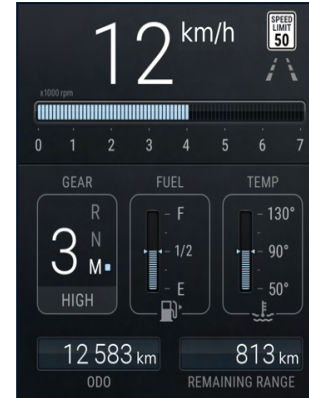 12 km/h
SPEED
LIMIT
50
x1000 rpm
0 1 2 3 4 5 6 7
GEAR
R
3 N
M
HIGH
FUEL
F
1/2
E
TEMP
130°
90°
50°
12 583 km
ODO
813 km
REMAINING RANGE